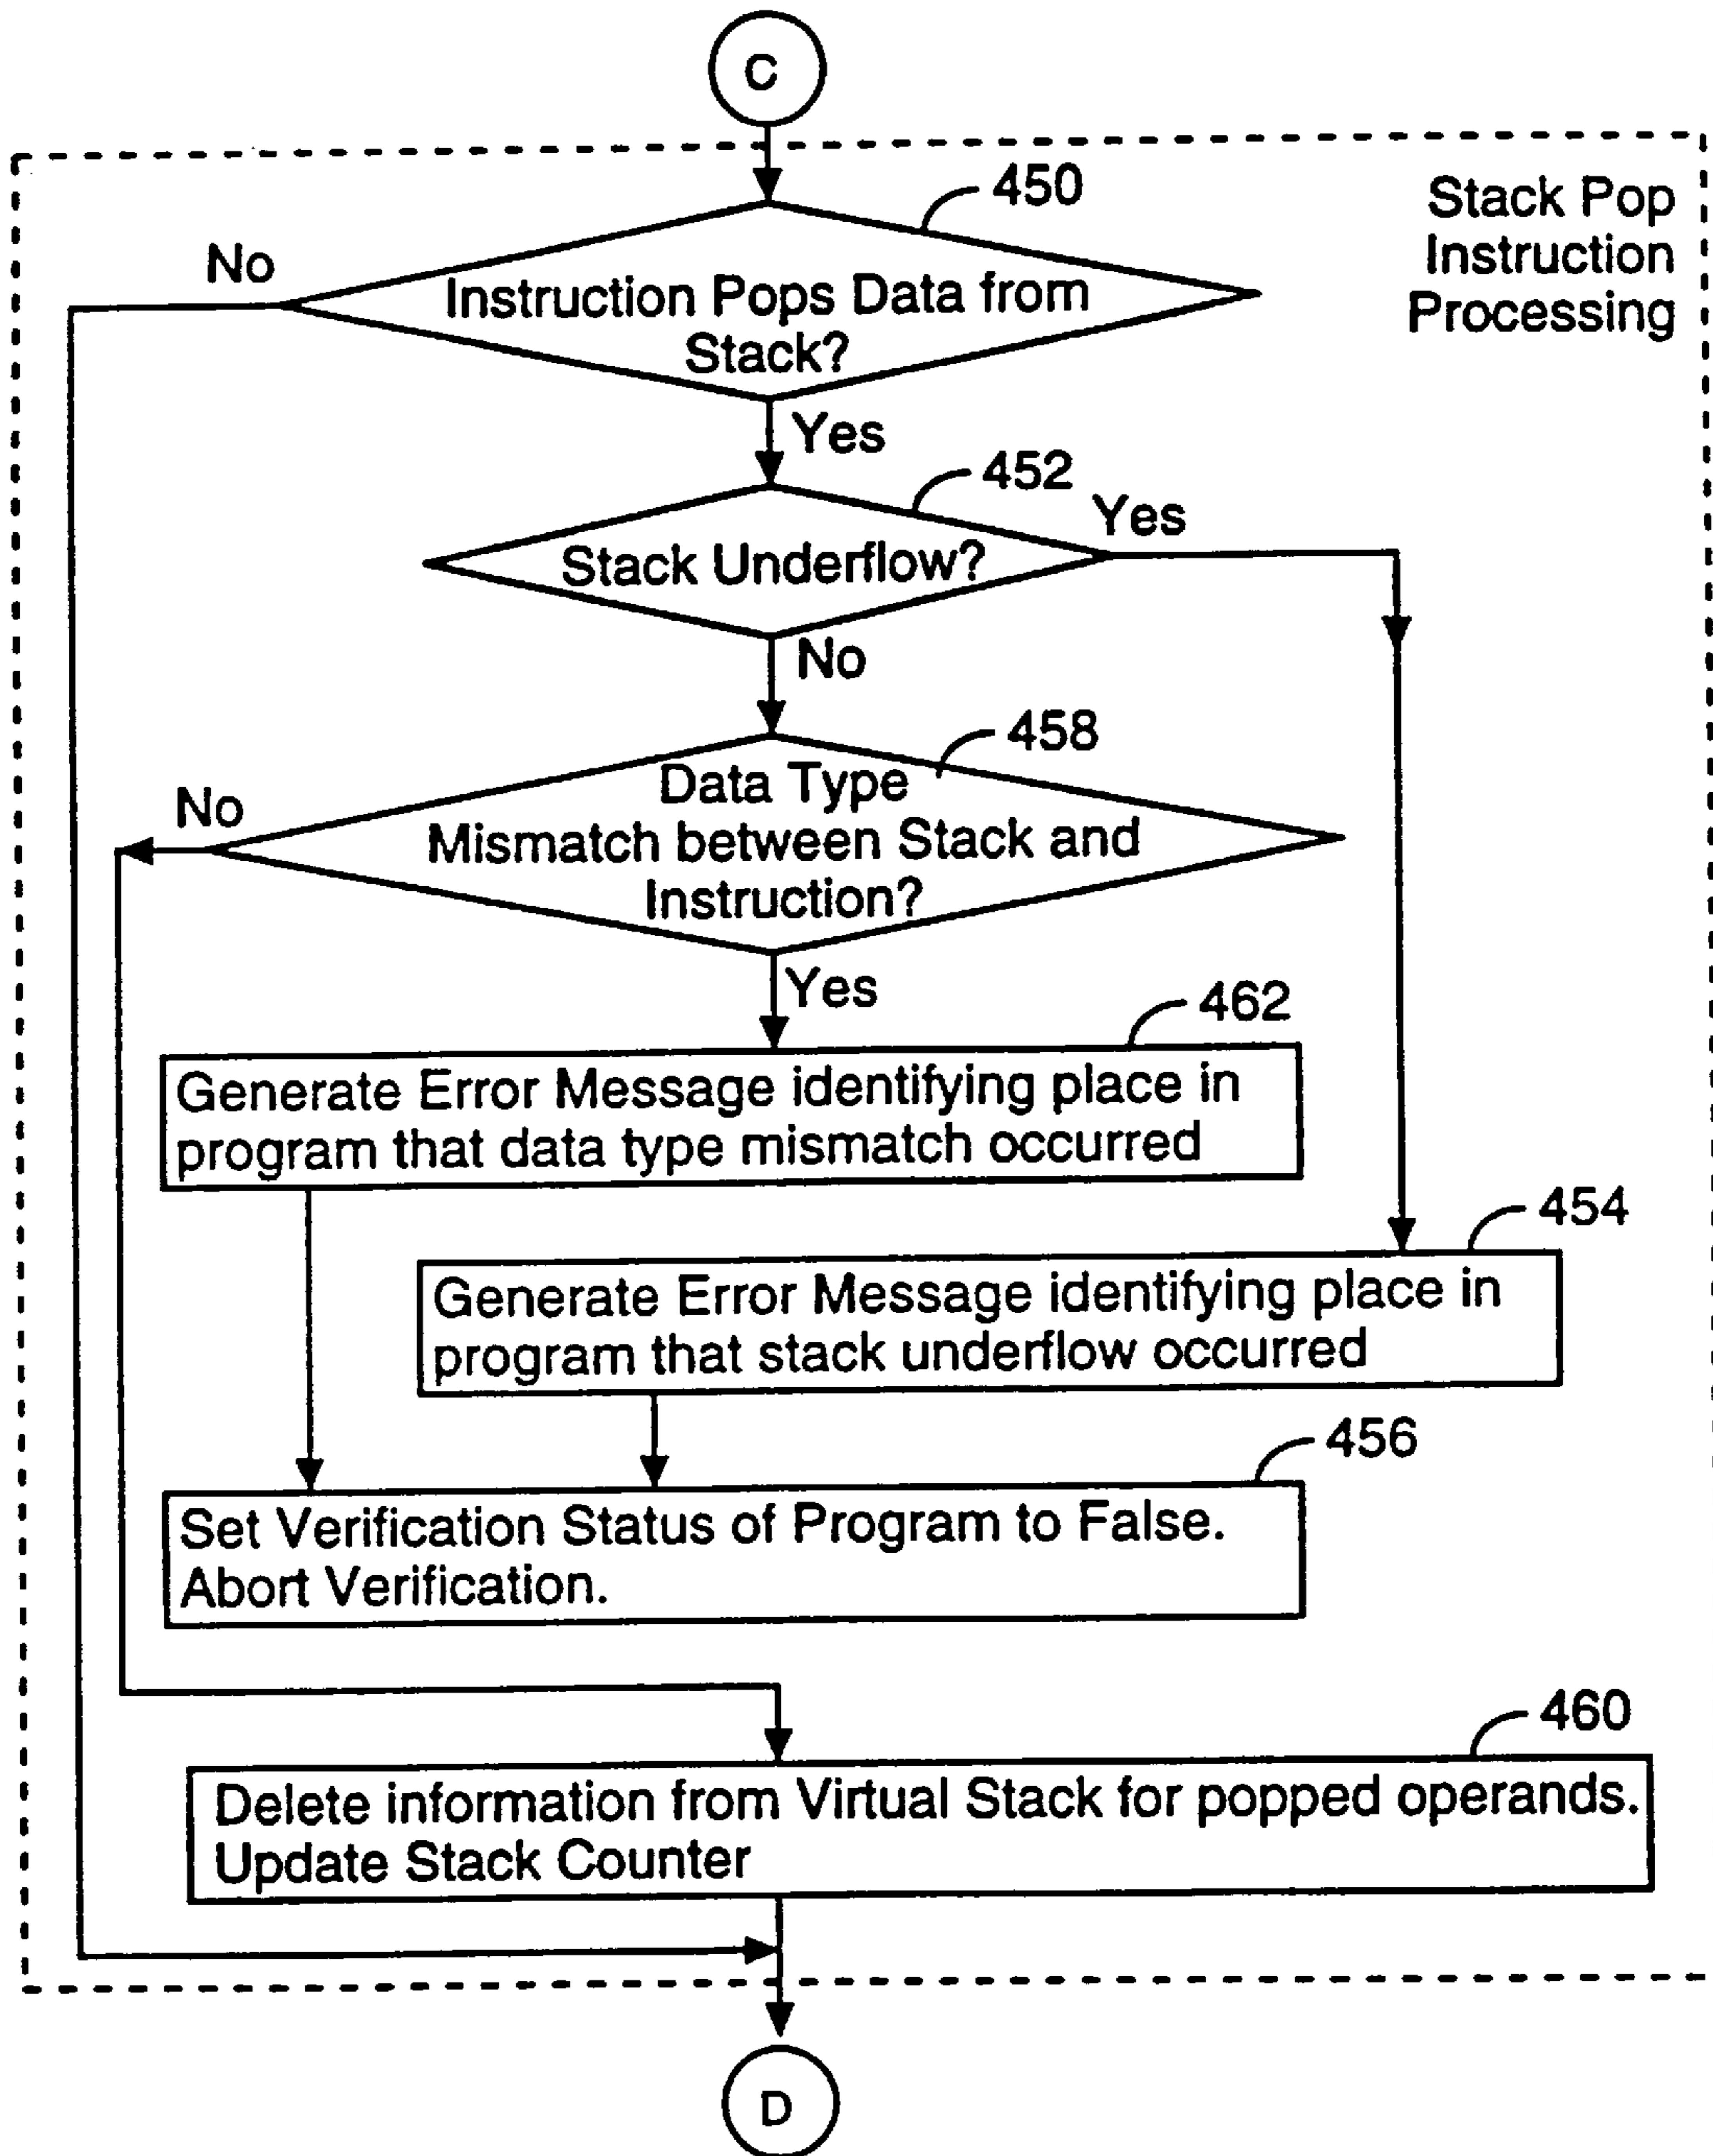 C
450
Stack Pop
Instruction
Processing
No
Instruction Pops Data from
Stack?
Yes
452
Yes
Stack Underflow?
No
458
No
Data Type
Mismatch between Stack and
Instruction?
Yes
462
Generate Error Message identifying place in
program that data type mismatch occurred
454
Generate Error Message identifying place in
program that stack underflow occurred
456
Set Verification Status of Program to False.
Abort Verification.
460
Delete information from Virtual Stack for popped operands.
Update Stack Counter
D